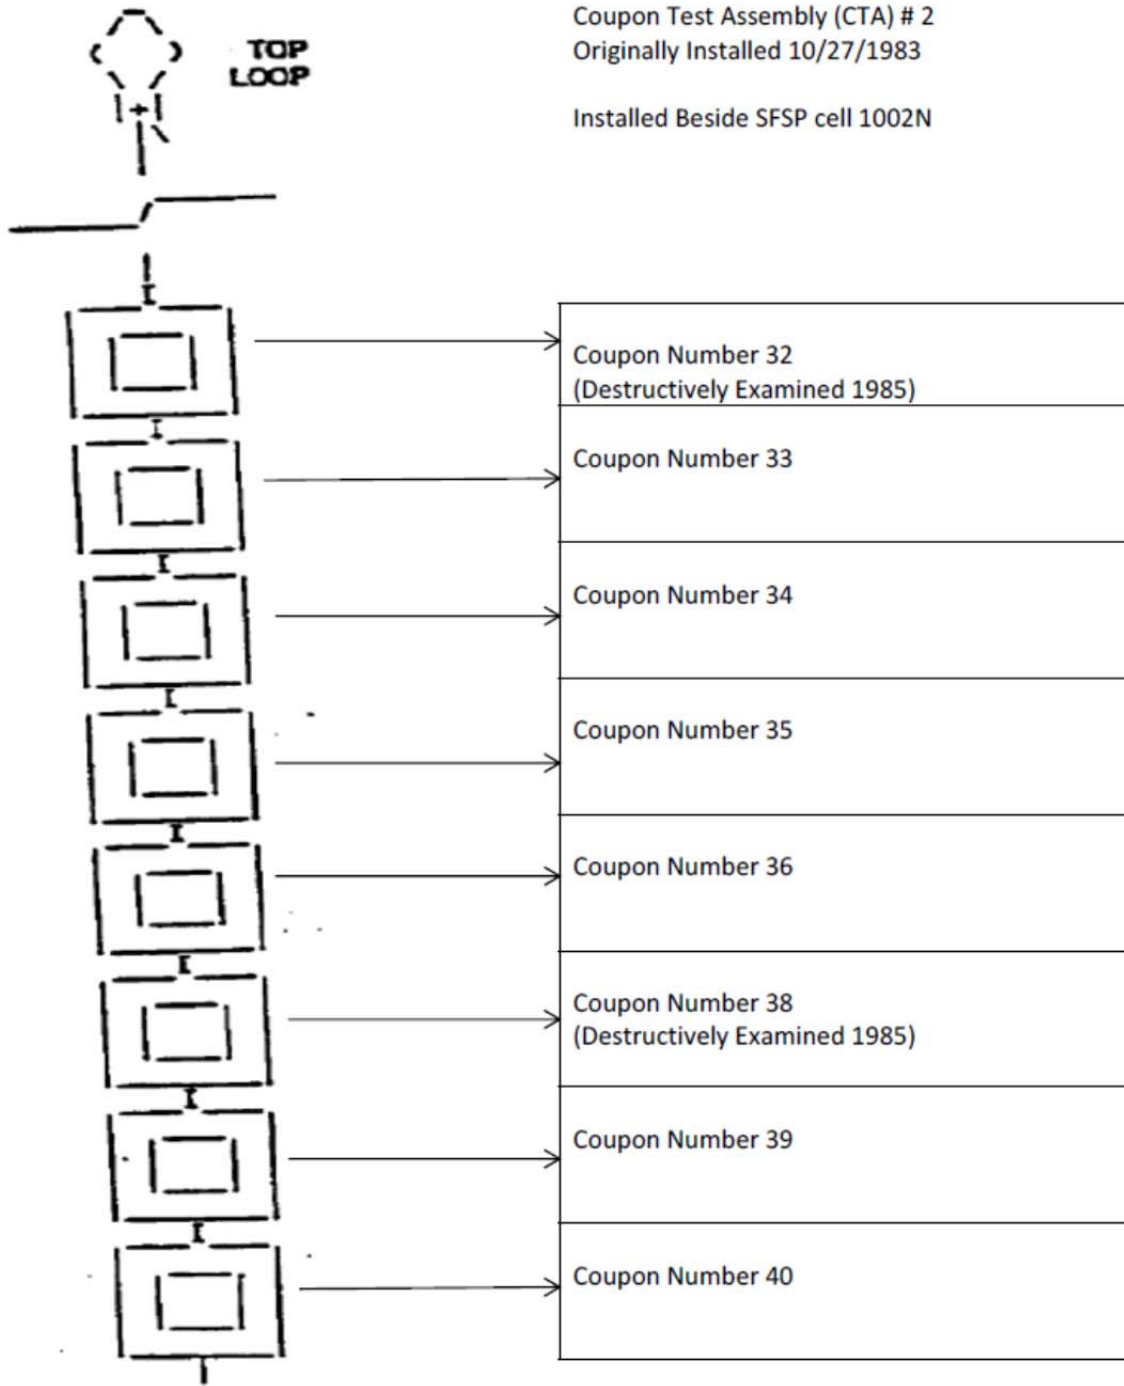 Coupon Test Assembly (CTA) # 2
Originally Installed 10/27/1983
Installed Beside SFSP cell 1002N
TOP
LOOP
Coupon Number 32
(Destructively Examined 1985)
Coupon Number 33
Coupon Number 34
Coupon Number 35
Coupon Number 36
Coupon Number 38
(Destructively Examined 1985)
Coupon Number 39
Coupon Number 40